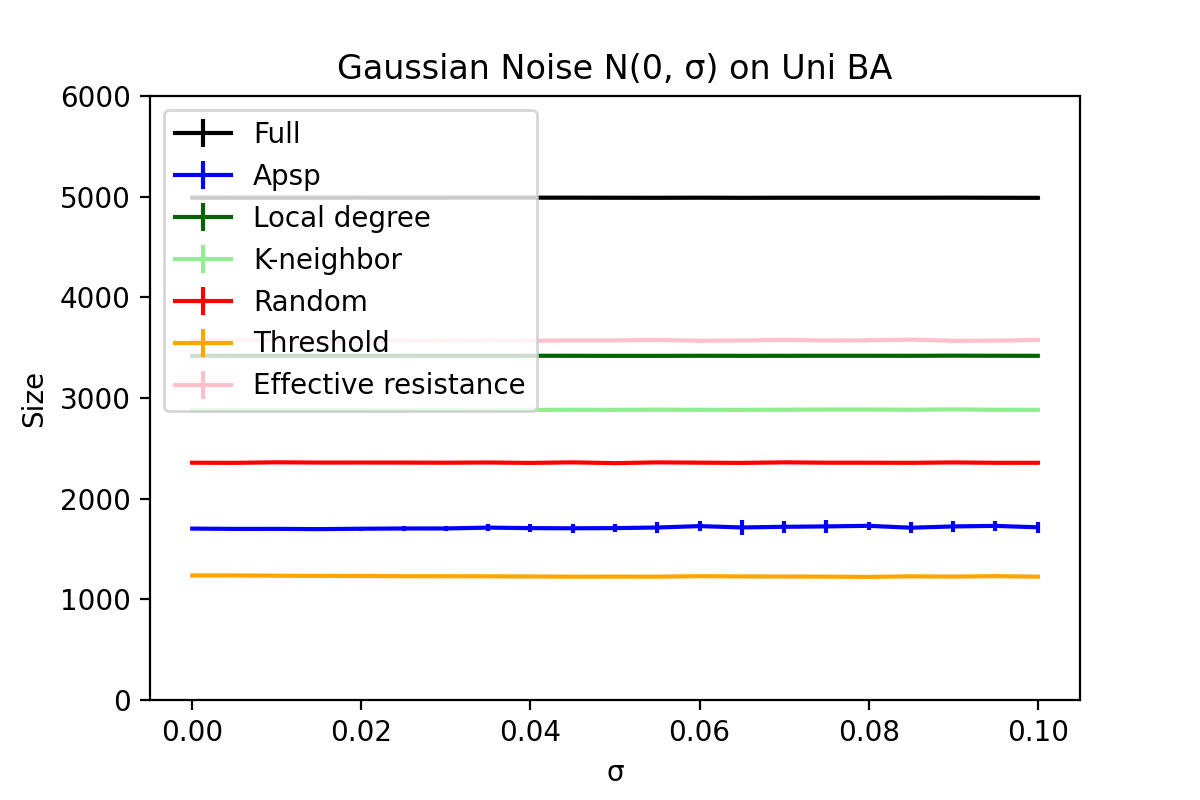 Gaussian Noise N(0, σ) on Uni BA
6000
5000
4000
3000
2000
1000
0
Size
Full
Apsp
Local degree
K-neighbor
Random
Threshold
Effective resistance
0.00 0.02 0.04 0.06 0.08 0.10
σ